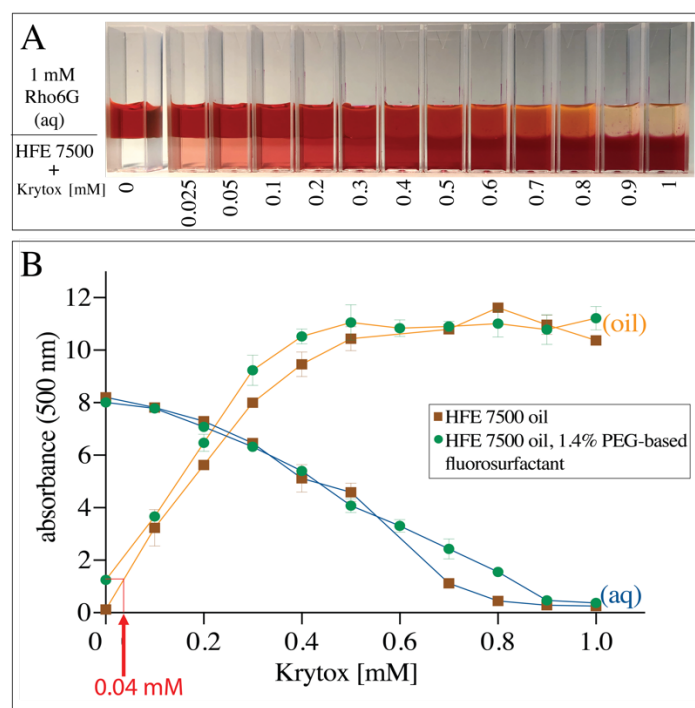 A
1 mM
Rho6G
(aq)
HFE 7500
+
Krytox [mM]
0
0.025
0.05
0.1
0.2
0.3
0.4
0.5
0.6
0.7
0.8
0.9
1
B
12
10
8
6
4
2
0
absorbance (500 nm)
(oil)
HFE 7500 oil
HFE 7500 oil, 1.4% PEG-based
fluorosurfactant
(aq)
0 0.2 0.4 0.6 0.8 1.0
Krytox [mM]
0.04 mM